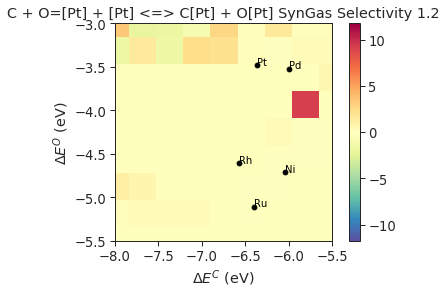 C + O=[Pt] + [Pt] <=> C[Pt] + O[Pt] SynGas Selectivity 1.2
−3.0
−3.5
−4.0
−4.5
−5.0
−5.5
ΔE^O (eV)
Pt
Pd
Rh
Ni
Ru
−8.0 −7.5 −7.0 −6.5 −6.0 −5.5
ΔE^C (eV)
10
5
0
−5
−10